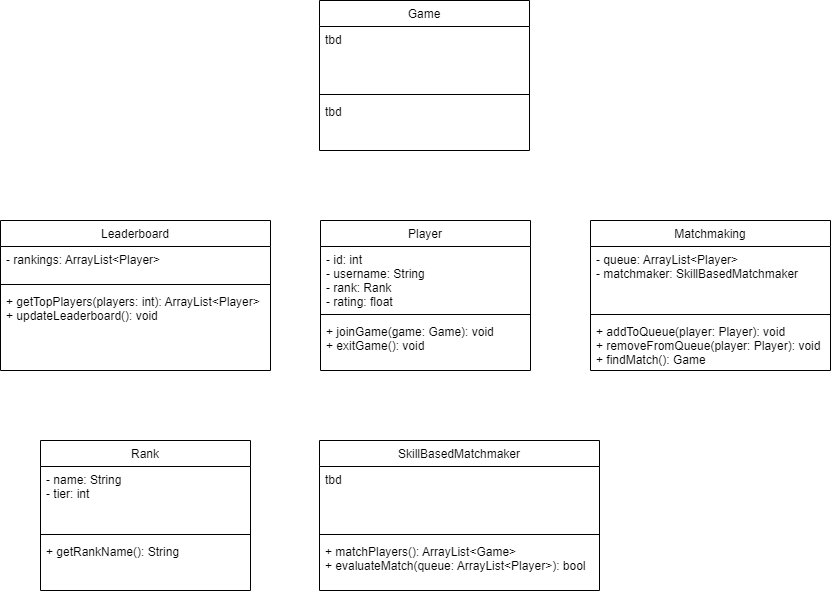 Game
tbd
tbd
Leaderboard
- rankings: ArrayList<Player>
+ getTopPlayers(players: int): ArrayList<Player>
+ updateLeaderboard(): void
Player
- id: int
- username: String
- rank: Rank
- rating: float
+ joinGame(game: Game): void
+ exitGame(): void
Matchmaking
- queue: ArrayList<Player>
- matchmaker: SkillBasedMatchmaker
+ addToQueue(player: Player): void
+ removeFromQueue(player: Player): void
+ findMatch(): Game
Rank
- name: String
- tier: int
+ getRankName(): String
SkillBasedMatchmaker
tbd
+ matchPlayers(): ArrayList<Game>
+ evaluateMatch(queue: ArrayList<Player>): bool